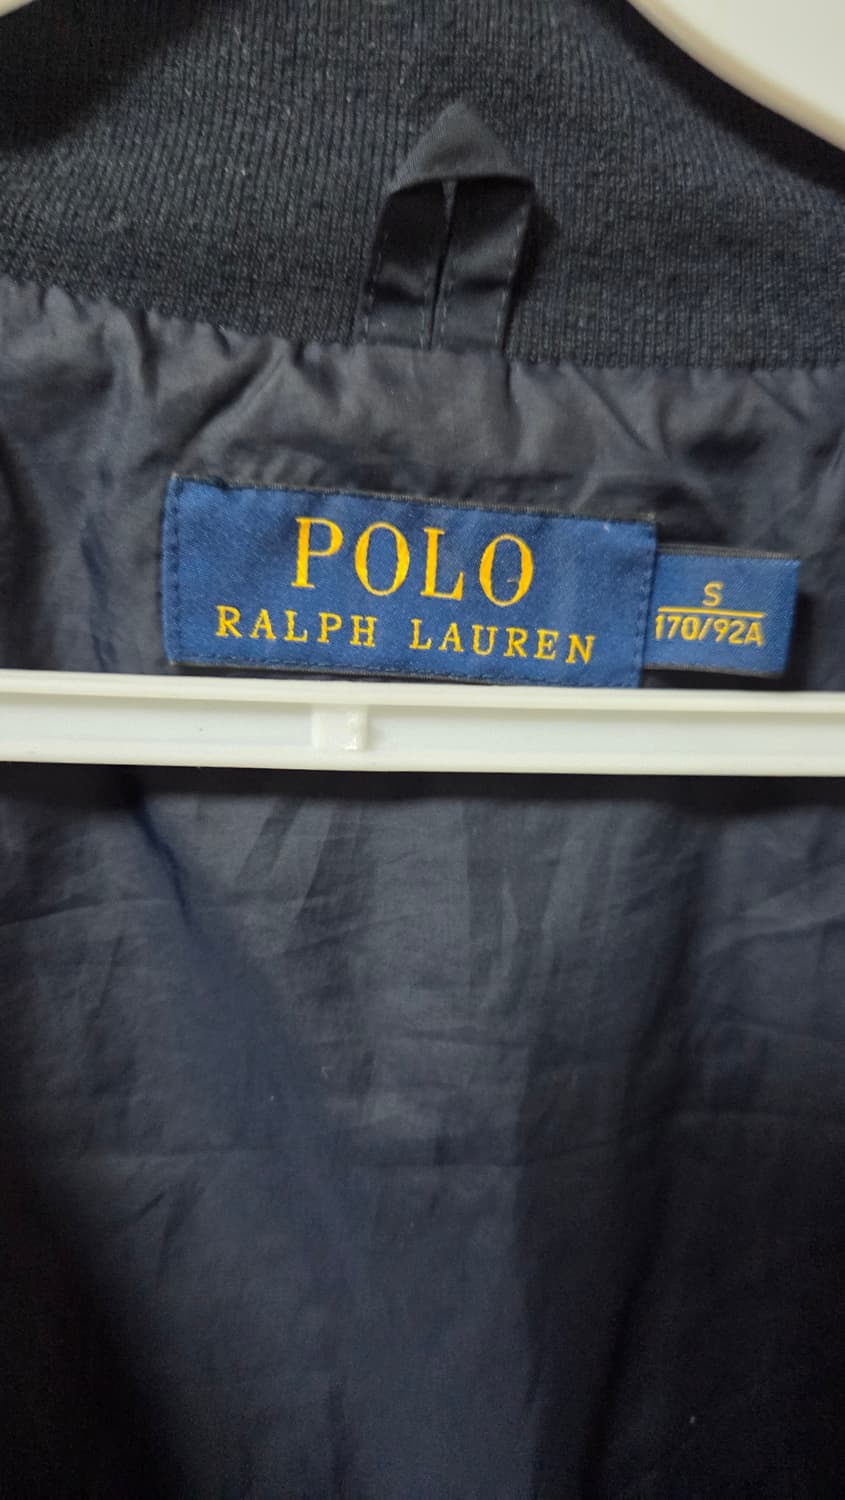 POLO
RALPH LAUREN
S
170/92A